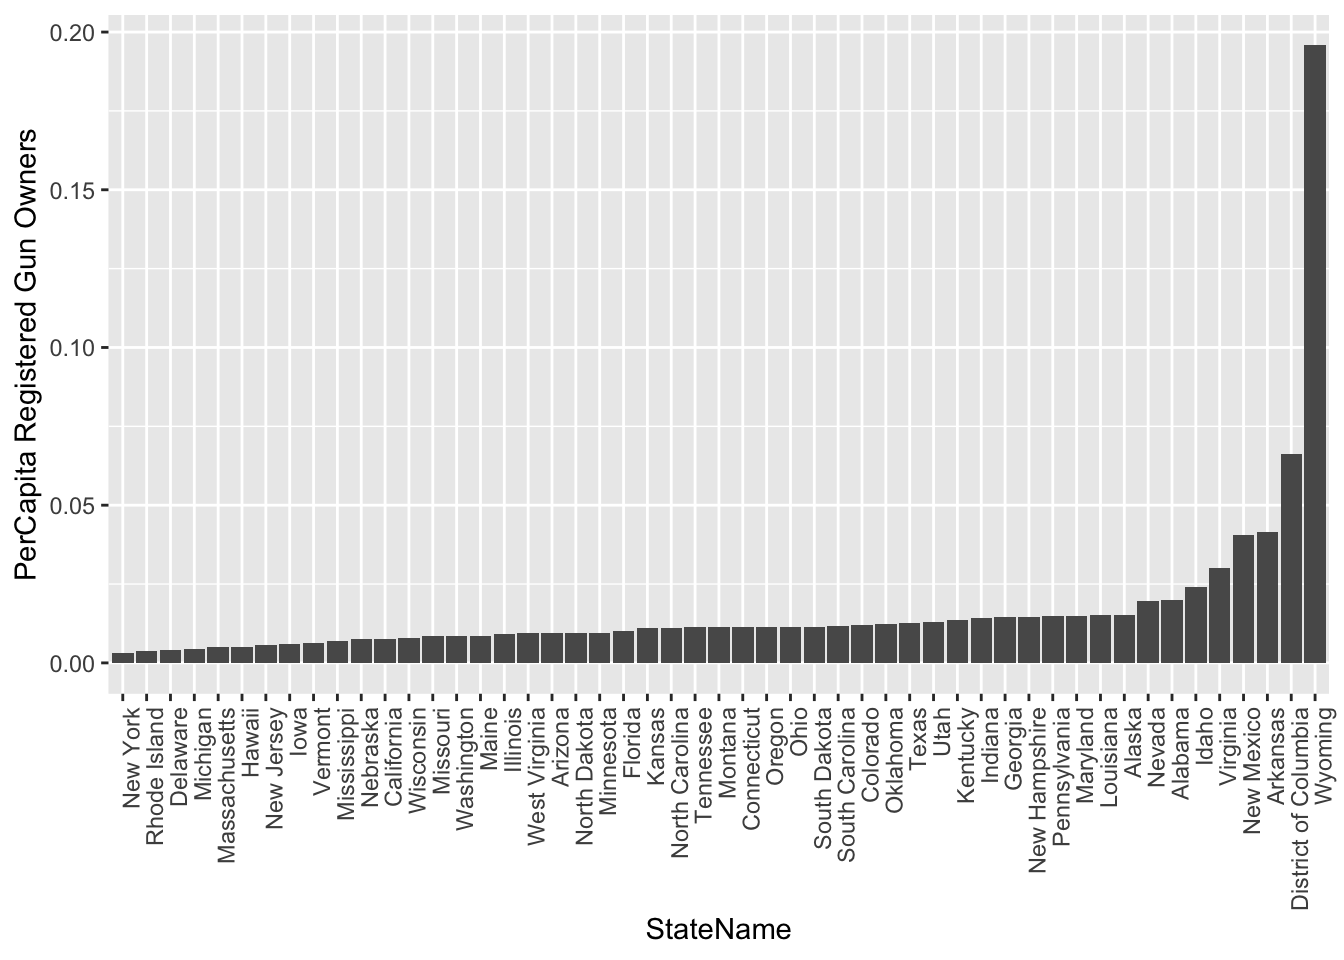 0.20
0.15
0.10
0.05
0.00
PerCapita Registered Gun Owners
New York
Rhode Island
Delaware
Michigan
Massachusetts
Hawaii
New Jersey
Iowa
Vermont
Mississippi
Nebraska
California
Wisconsin
Missouri
Washington
Maine
Illinois
West Virginia
Arizona
North Dakota
Minnesota
Florida
Kansas
North Carolina
Tennessee
Montana
Connecticut
Oregon
Ohio
South Dakota
South Carolina
Colorado
Oklahoma
Texas
Utah
Kentucky
Indiana
Georgia
New Hampshire
Pennsylvania
Maryland
Louisiana
Alaska
Nevada
Alabama
Idaho
Virginia
New Mexico
Arkansas
District of Columbia
Wyoming
StateName